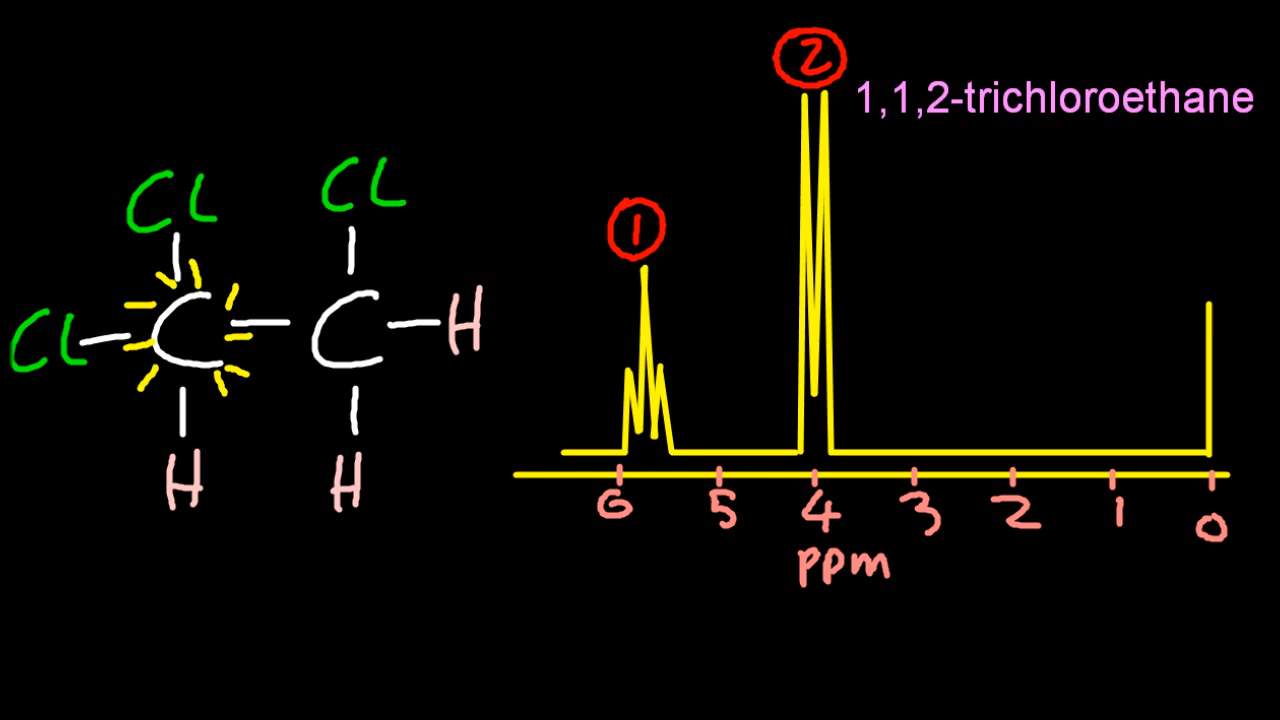 2
1,1,2-trichloroethane
Cl Cl
1
Cl C C H
H H
6 5 4 3 2 1 0
ppm